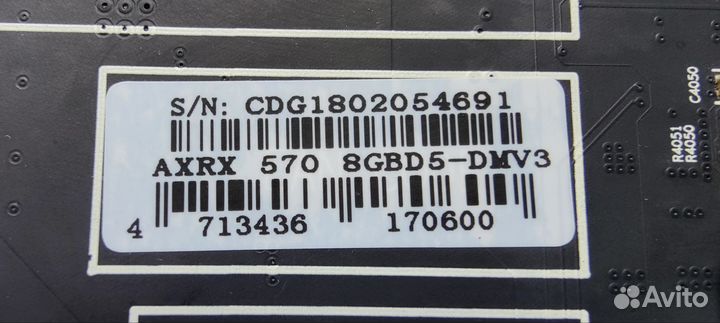 S/N: CDG1802054691
AXRX 570 8GBD5-DMV3
4 713436 170600
C4050
R4051
R4050
Avito